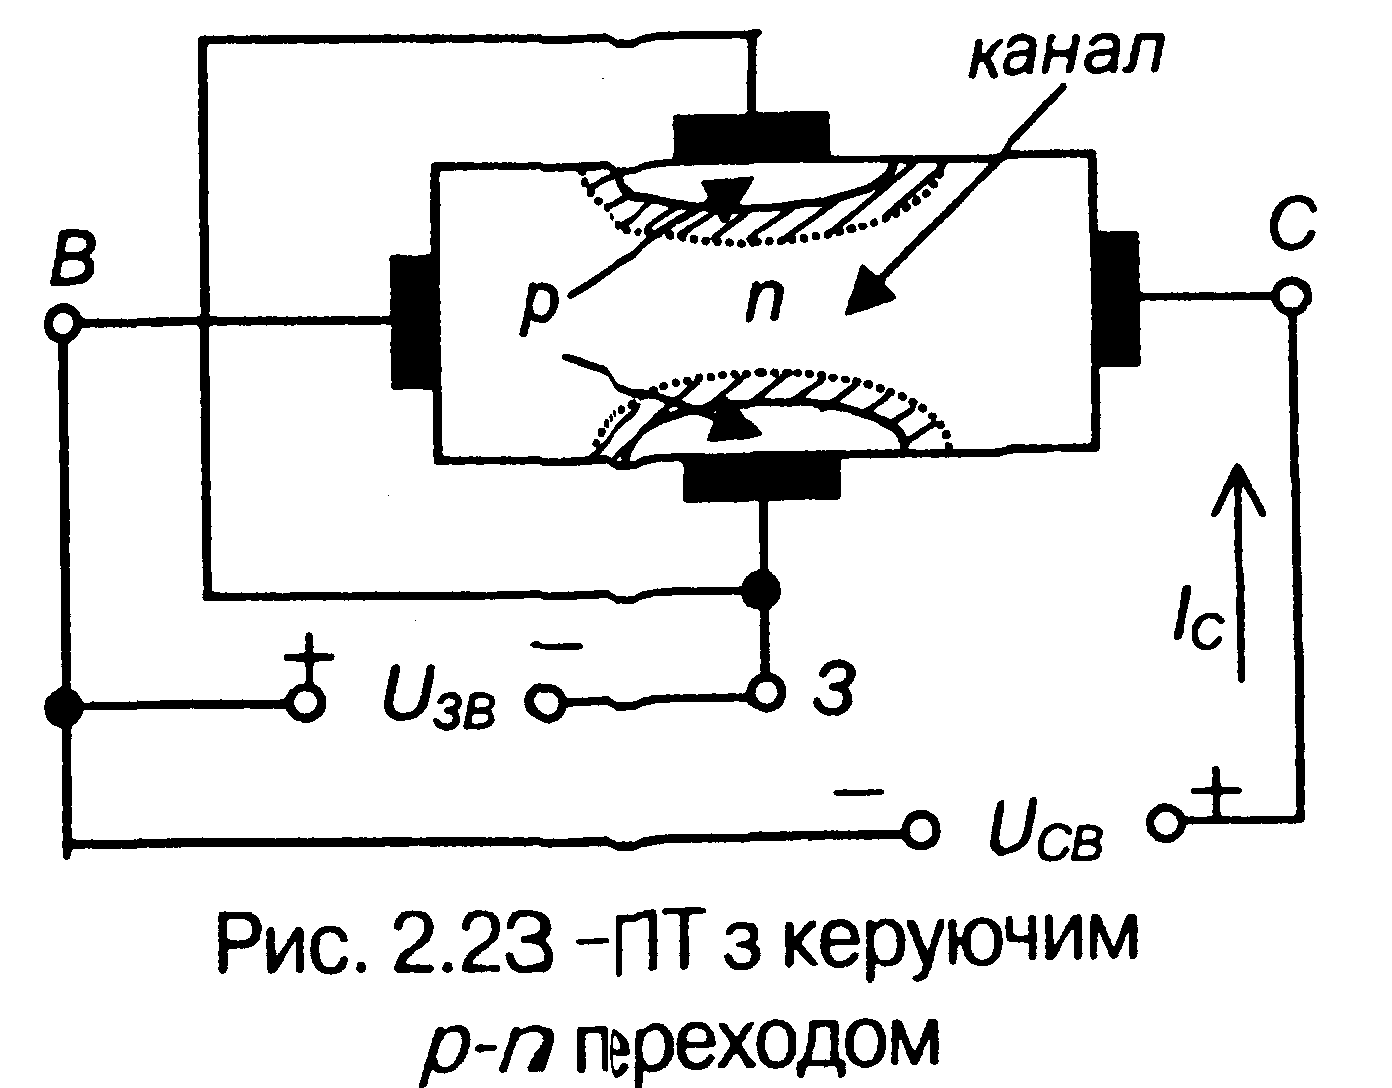 канал
В
С
p
n
I_C
+
–
U_ЗВ
З
–
+
U_СВ
Рис. 2.23 –ПТ з керуючим
p-n переходом